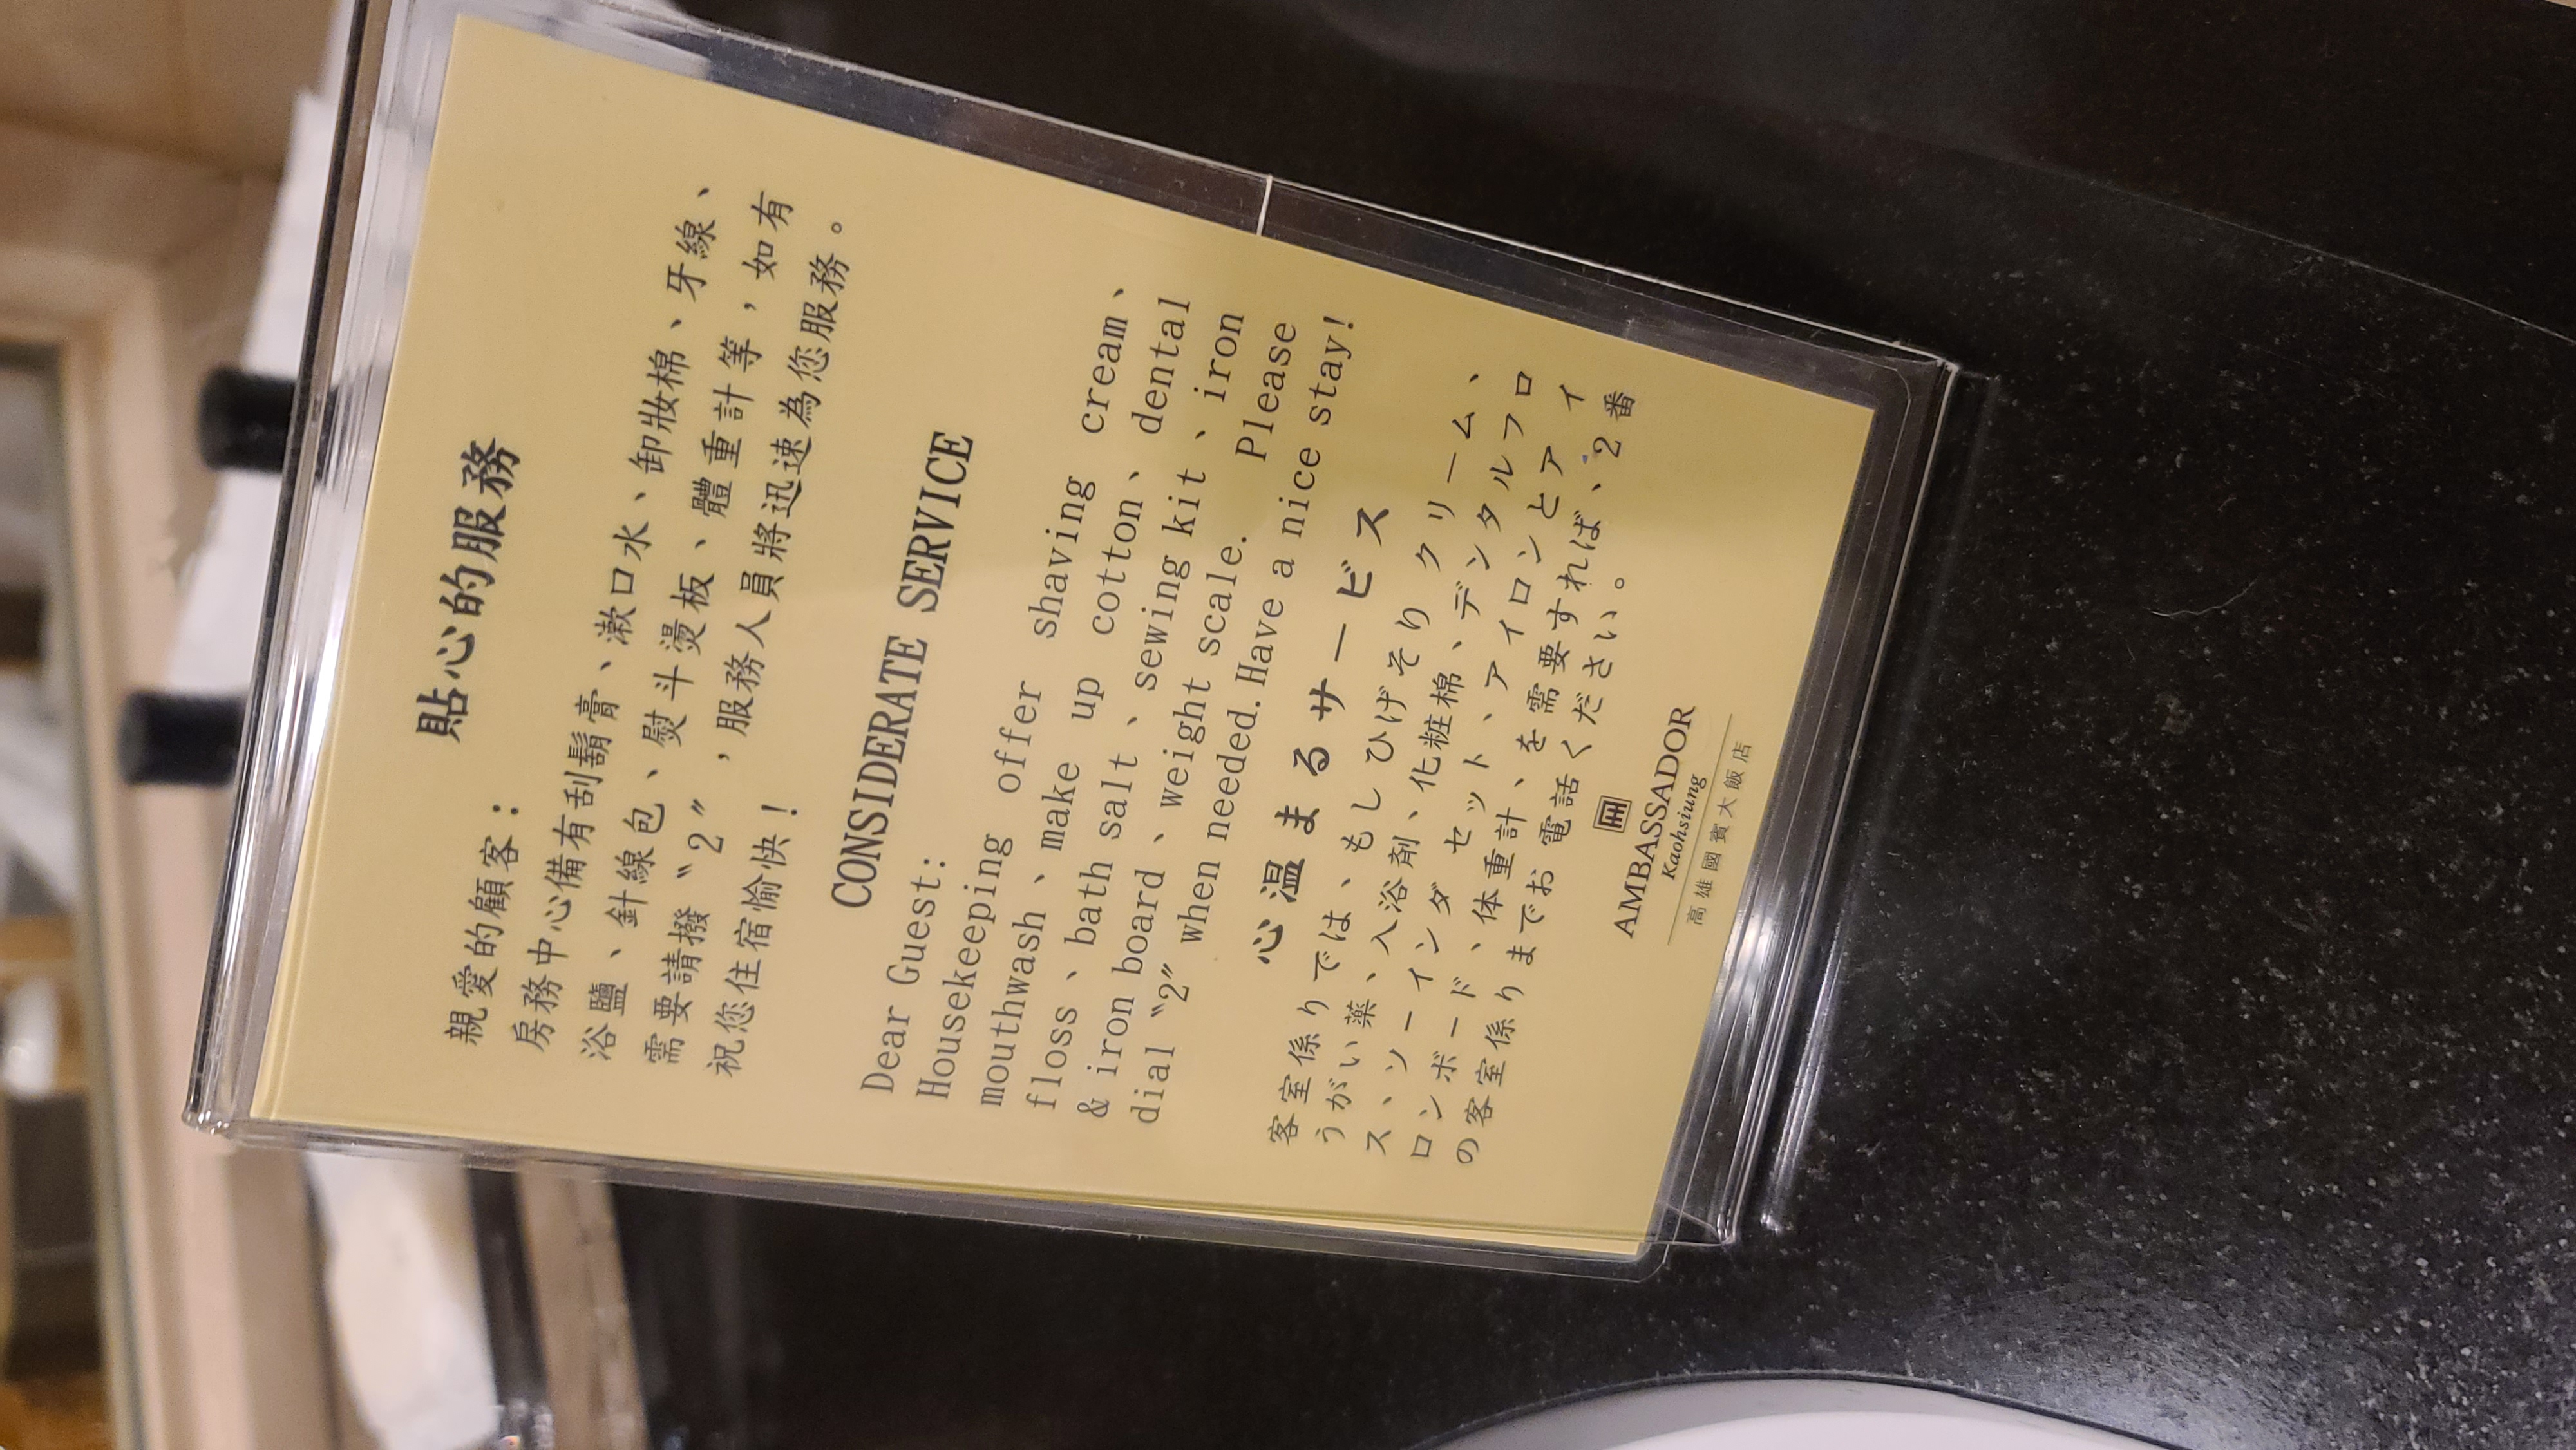 貼心的服務
親愛的顧客：
房務中心備有刮鬍膏、漱口水、卸妝棉、牙線、
浴鹽、針線包、熨斗燙板、體重計等，如有
需要請撥〝2〞，服務人員將迅速為您服務。
祝您住宿愉快！
CONSIDERATE SERVICE
Dear Guest:
Housekeeping offer shaving cream、
mouthwash、make up cotton、dental
floss、bath salt、sewing kit、iron
& iron board、weight scale. Please
dial〝2〞when needed. Have a nice stay!
心温まるサービス
客室係りでは、もしひげそり クリーム、
うがい薬、入浴剤、化粧棉、デンタルフロ
ス、ソーインダ セット、アイロンとアイ
ロンボード、体重計、を需要すれば、2番
の客室係りまでお電話ください。
AMBASSADOR
Kaohsiung
高雄國賓大飯店